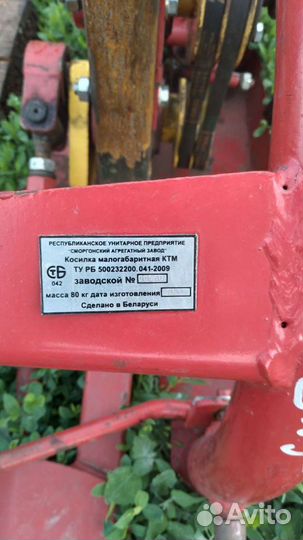 РЕСПУБЛИКАНСКОЕ УНИТАРНОЕ ПРЕДПРИЯТИЕ
"СМОРГОНСКИЙ АГРЕГАТНЫЙ ЗАВОД"
Косилка малогабаритная КТМ
ТУ РБ 500232200.041-2009
042
заводской №
масса 80 кг дата изготовления
Сделано в Беларуси
Avito